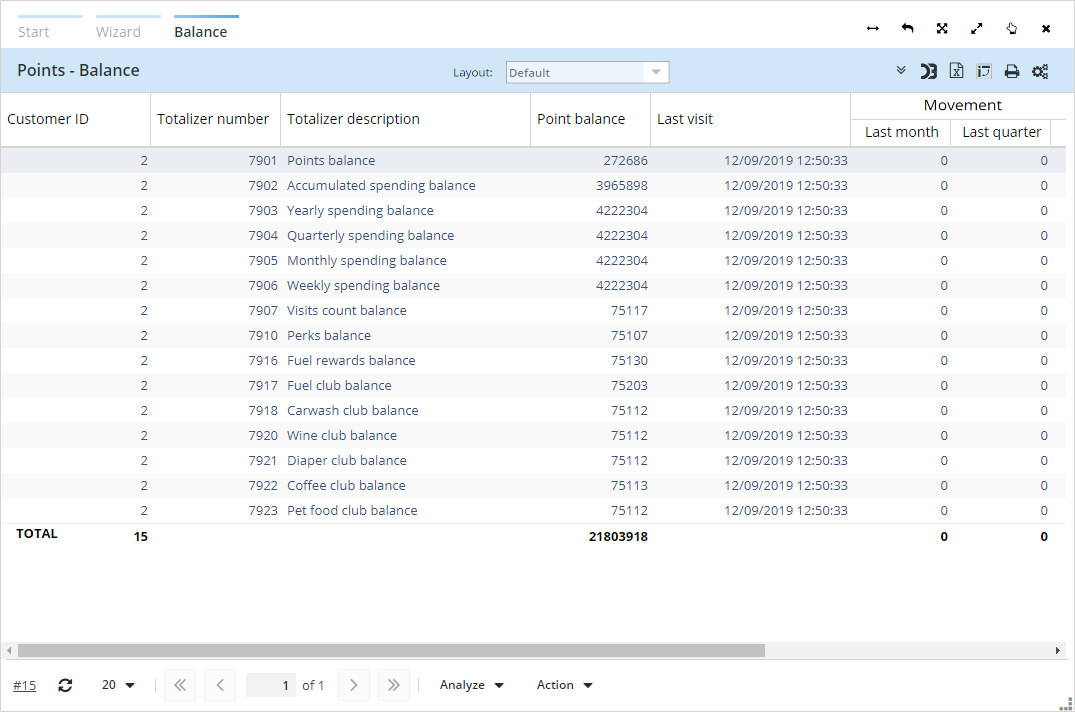 Start Wizard Balance
Points - Balance Layout: Default
Movement
Customer ID Totalizer number Totalizer description Point balance Last visit
Last month Last quarter
2 7901 Points balance 272686 12/09/2019 12:50:33 0 0
2 7902 Accumulated spending balance 3965898 12/09/2019 12:50:33 0 0
2 7903 Yearly spending balance 4222304 12/09/2019 12:50:33 0 0
2 7904 Quarterly spending balance 4222304 12/09/2019 12:50:33 0 0
2 7905 Monthly spending balance 4222304 12/09/2019 12:50:33 0 0
2 7906 Weekly spending balance 4222304 12/09/2019 12:50:33 0 0
2 7907 Visits count balance 75117 12/09/2019 12:50:33 0 0
2 7910 Perks balance 75107 12/09/2019 12:50:33 0 0
2 7916 Fuel rewards balance 75130 12/09/2019 12:50:33 0 0
2 7917 Fuel club balance 75203 12/09/2019 12:50:33 0 0
2 7918 Carwash club balance 75112 12/09/2019 12:50:33 0 0
2 7920 Wine club balance 75112 12/09/2019 12:50:33 0 0
2 7921 Diaper club balance 75112 12/09/2019 12:50:33 0 0
2 7922 Coffee club balance 75113 12/09/2019 12:50:33 0 0
2 7923 Pet food club balance 75112 12/09/2019 12:50:33 0 0
TOTAL 15 21803918 0 0
#15 20 1 of 1 Analyze Action